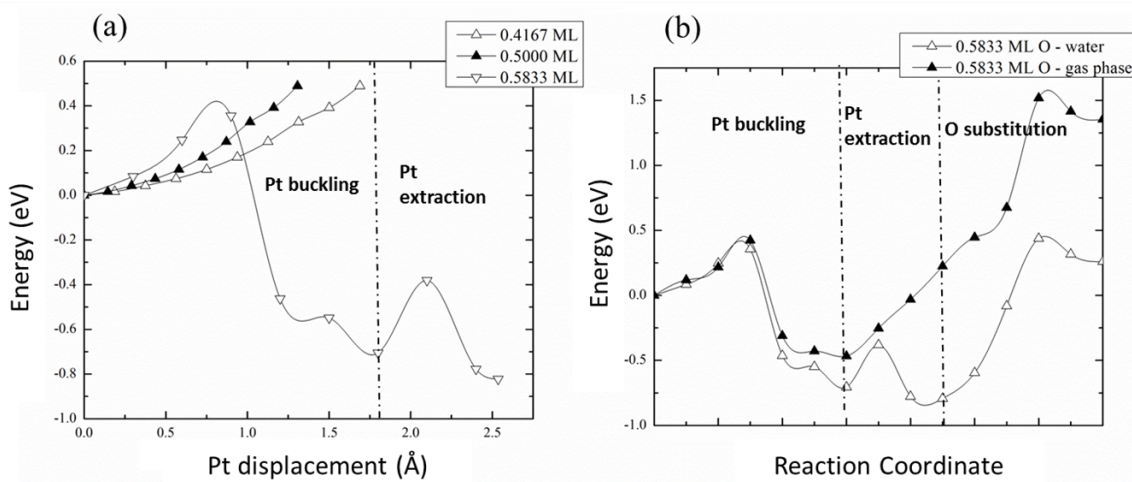 (a)
0.4167 ML
0.5000 ML
0.5833 ML
0.6
0.4
0.2
0.0
-0.2
-0.4
-0.6
-0.8
-1.0
Energy (eV)
Pt buckling
Pt
extraction
0.0 0.5 1.0 1.5 2.0 2.5
Pt displacement (Å)
(b)
0.5833 ML O - water
0.5833 ML O - gas phase
1.5
1.0
0.5
0.0
-0.5
-1.0
Energy (eV)
Pt buckling
Pt
extraction
O substitution
Reaction Coordinate